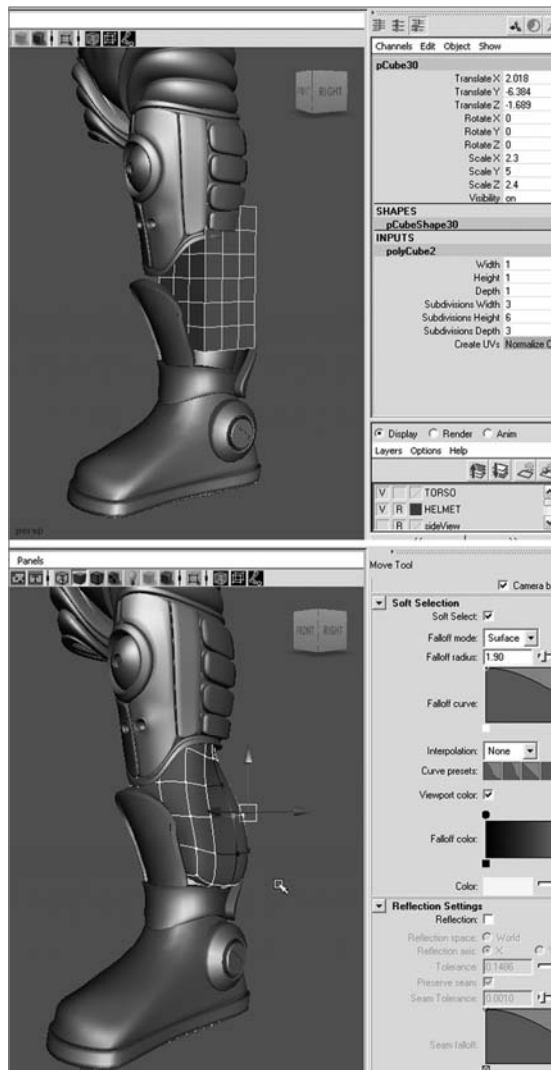 Channels Edit Object Show
pCube30
Translate X 2.018
Translate Y -6.384
Translate Z -1.689
Rotate X 0
Rotate Y 0
Rotate Z 0
Scale X 2.3
Scale Y 5
Scale Z 2.4
Visibility on
SHAPES
pCubeShape30
INPUTS
polyCube2
Width 1
Height 1
Depth 1
Subdivisions Width 3
Subdivisions Height 6
Subdivisions Depth 3
Create UVs Normalize
RIGHT
persp
Display Render Anim
Layers Options Help
V TORSO
V R HELMET
R sideView
Panels
FRONT RIGHT
Move Tool
Camera b
Soft Selection
Soft Select:
Falloff mode: Surface
Falloff radius: 1.90
Falloff curve:
Interpolation: None
Curve presets:
Viewport color:
Falloff color:
Color:
Reflection Settings
Reflection:
Reflection space: World
Reflection axis: X
Tolerance: 0.1486
Preserve seam:
Seam Tolerance: 0.0010
Seam falloff: